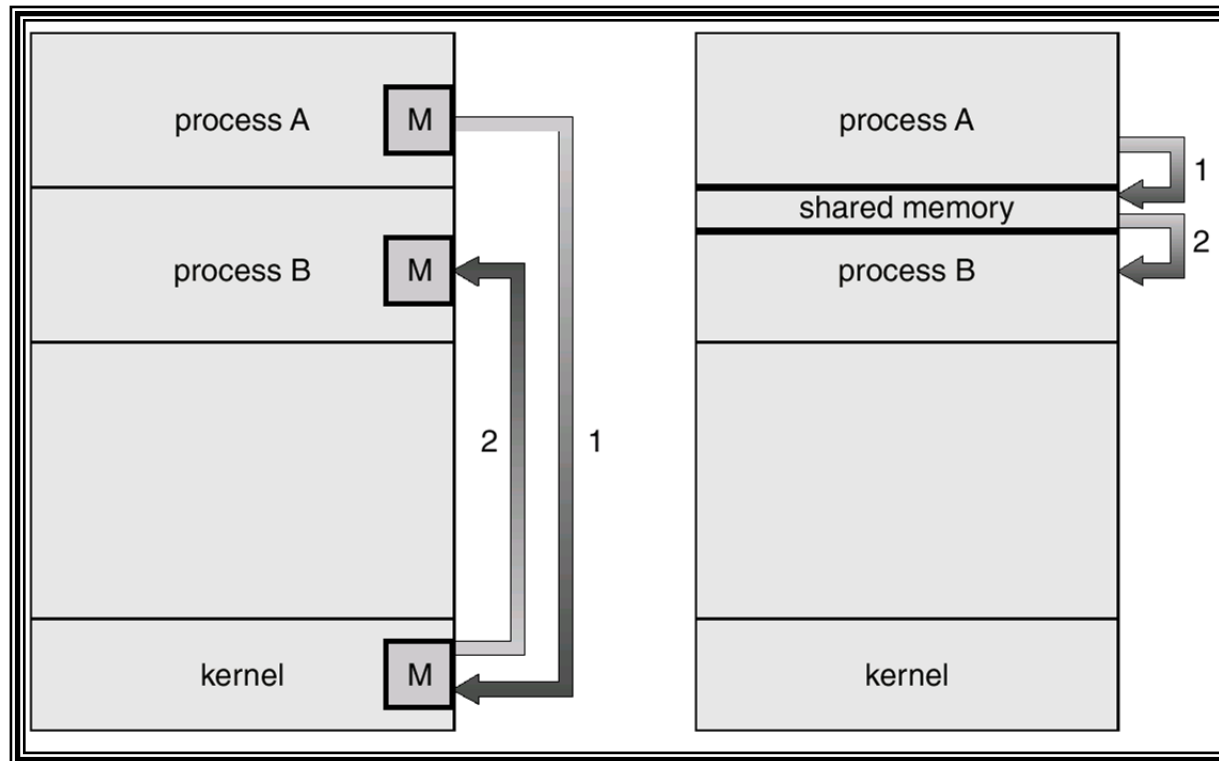 process A
M
process B
M
2
1
kernel
M
process A
1
shared memory
2
process B
kernel